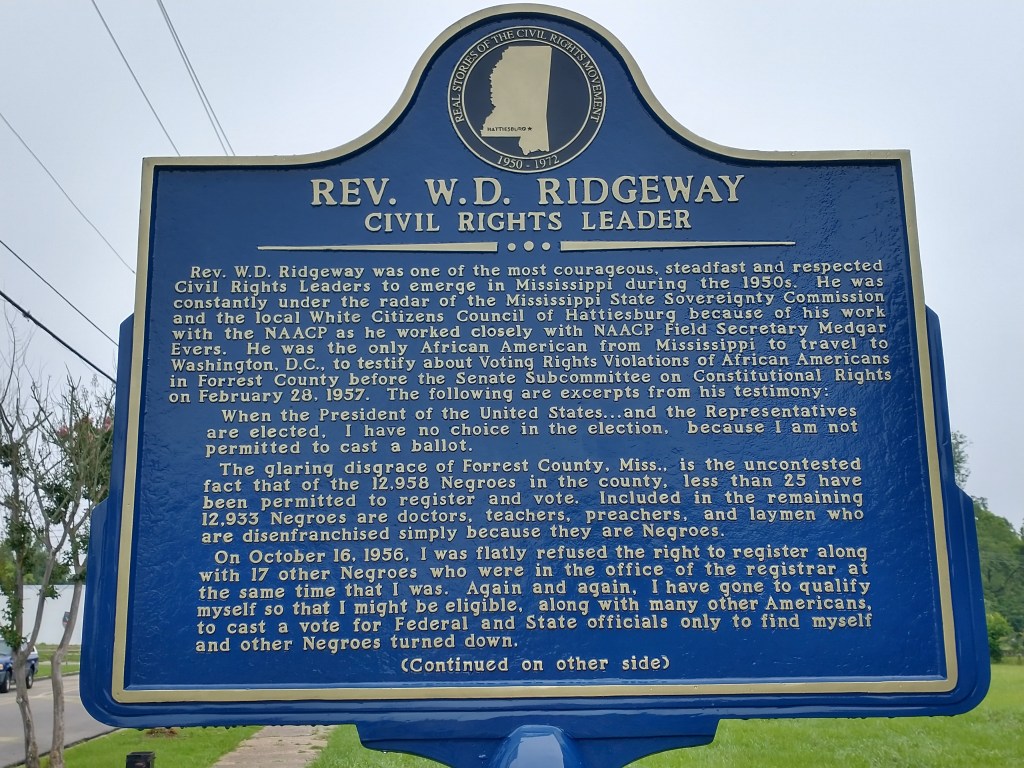 REAL STORIES OF THE CIVIL RIGHTS MOVEMENT
HATTIESBURG
1950 - 1972
REV. W.D. RIDGEWAY
CIVIL RIGHTS LEADER
Rev. W.D. Ridgeway was one of the most courageous, steadfast and respected
Civil Rights Leaders to emerge in Mississippi during the 1950s. He was
constantly under the radar of the Mississippi State Sovereignty Commission
and the local White Citizens Council of Hattiesburg because of his work
with the NAACP as he worked closely with NAACP Field Secretary Medgar
Evers. He was the only African American from Mississippi to travel to
Washington, D.C., to testify about Voting Rights Violations of African Americans
in Forrest County before the Senate Subcommittee on Constitutional Rights
on February 28, 1957. The following are excerpts from his testimony:
When the President of the United States...and the Representatives
are elected, I have no choice in the election, because I am not
permitted to cast a ballot.
The glaring disgrace of Forrest County, Miss., is the uncontested
fact that of the 12,958 Negroes in the county, less than 25 have
been permitted to register and vote. Included in the remaining
12,933 Negroes are doctors, teachers, preachers, and laymen who
are disenfranchised simply because they are Negroes.
On October 16, 1956, I was flatly refused the right to register along
with 17 other Negroes who were in the office of the registrar at
the same time that I was. Again and again, I have gone to qualify
myself so that I might be eligible, along with many other Americans,
to cast a vote for Federal and State officials only to find myself
and other Negroes turned down.
(Continued on other side)